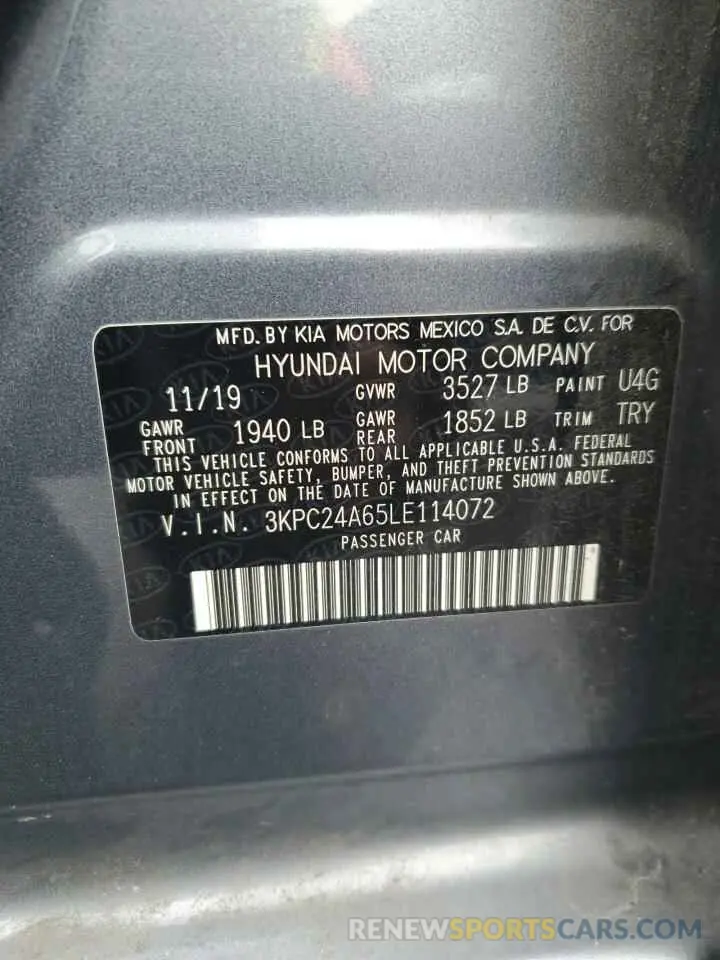 MFD. BY KIA MOTORS MEXICO S.A. DE C.V. FOR
HYUNDAI MOTOR COMPANY
11/19 GVWR 3527 LB PAINT U4G
GAWR FRONT 1940 LB GAWR REAR 1852 LB TRIM TRY
THIS VEHICLE CONFORMS TO ALL APPLICABLE U.S.A. FEDERAL
MOTOR VEHICLE SAFETY, BUMPER, AND THEFT PREVENTION STANDARDS
IN EFFECT ON THE DATE OF MANUFACTURE SHOWN ABOVE.
V.I.N. 3KPC24A65LE114072
PASSENGER CAR
RENEWSPORTSCARS.COM